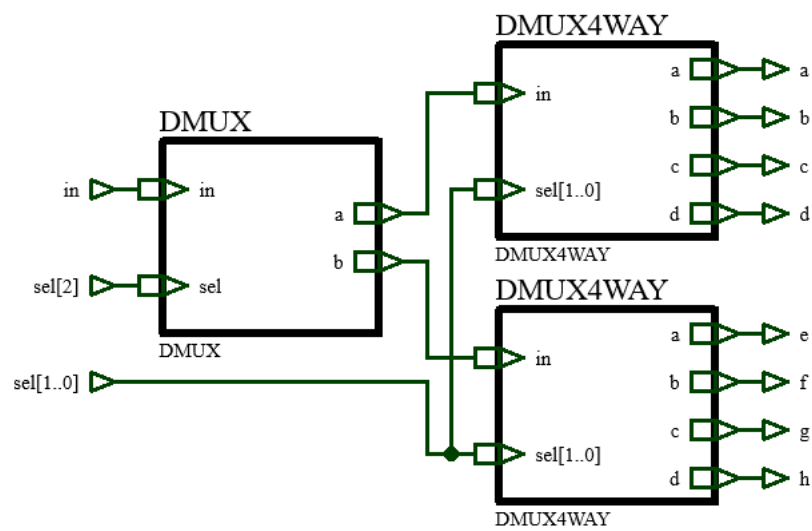 DMUX
in
sel[2]
sel[1..0]
in
sel
a
b
DMUX
DMUX4WAY
in
sel[1..0]
a
b
c
d
a
b
c
d
DMUX4WAY
DMUX4WAY
in
sel[1..0]
a
b
c
d
e
f
g
h
DMUX4WAY